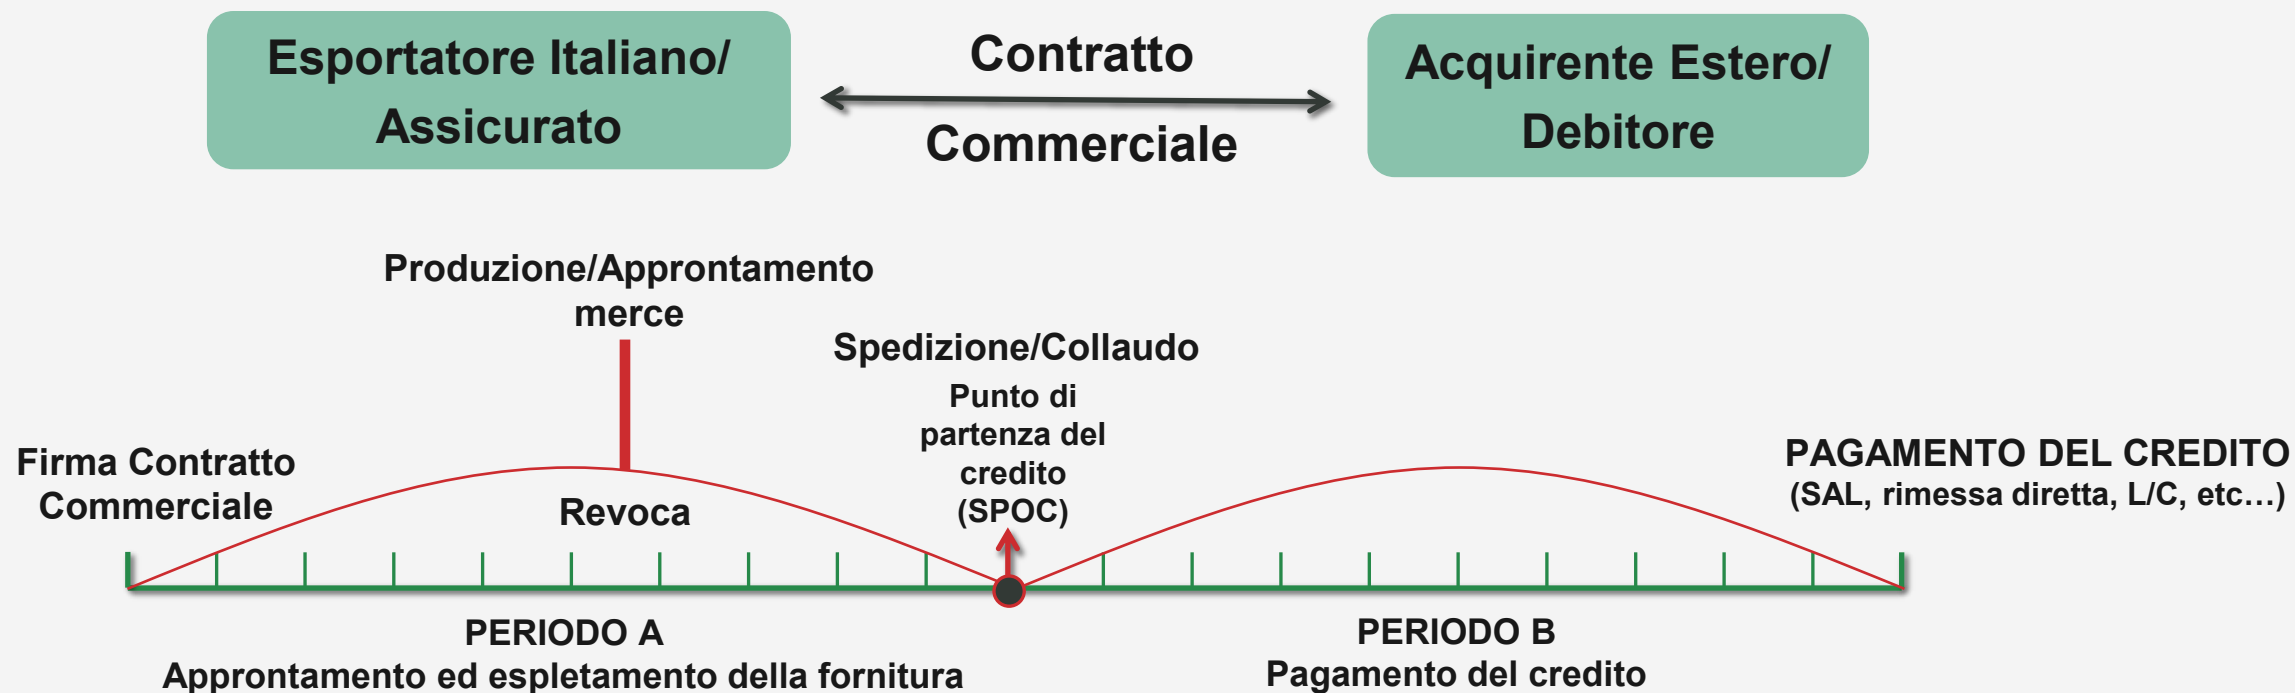 Esportatore Italiano/
Assicurato
Contratto
Commerciale
Acquirente Estero/
Debitore
Produzione/Approntamento
merce
Spedizione/Collaudo
Punto di
partenza del
credito
(SPOC)
Firma Contratto
Commerciale
Revoca
PAGAMENTO DEL CREDITO
(SAL, rimessa diretta, L/C, etc…)
PERIODO A
Approntamento ed espletamento della fornitura
PERIODO B
Pagamento del credito